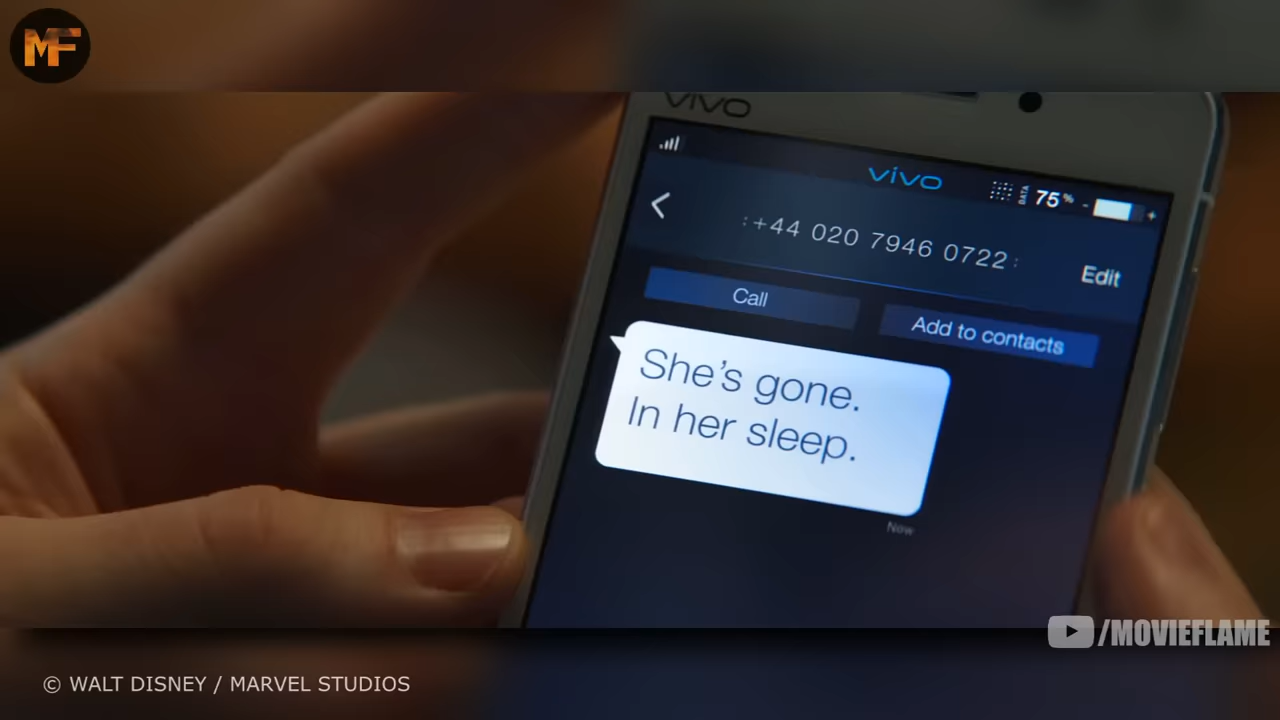 MF
vivo
vivo
DATA 75%
:+44 020 7946 0722:
Edit
Call
Add to contacts
She's gone.
In her sleep.
Now
/MOVIEFLAME
© WALT DISNEY / MARVEL STUDIOS